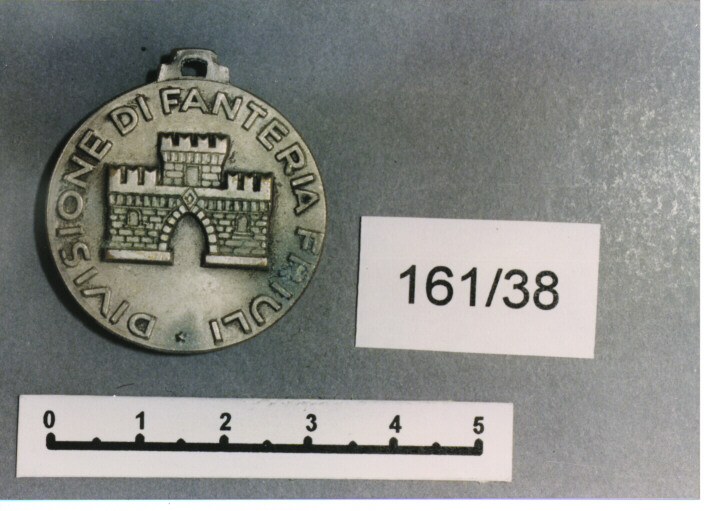 DIVISIONE DI FANTERIA FRIULI
161/38
0 1 2 3 4 5